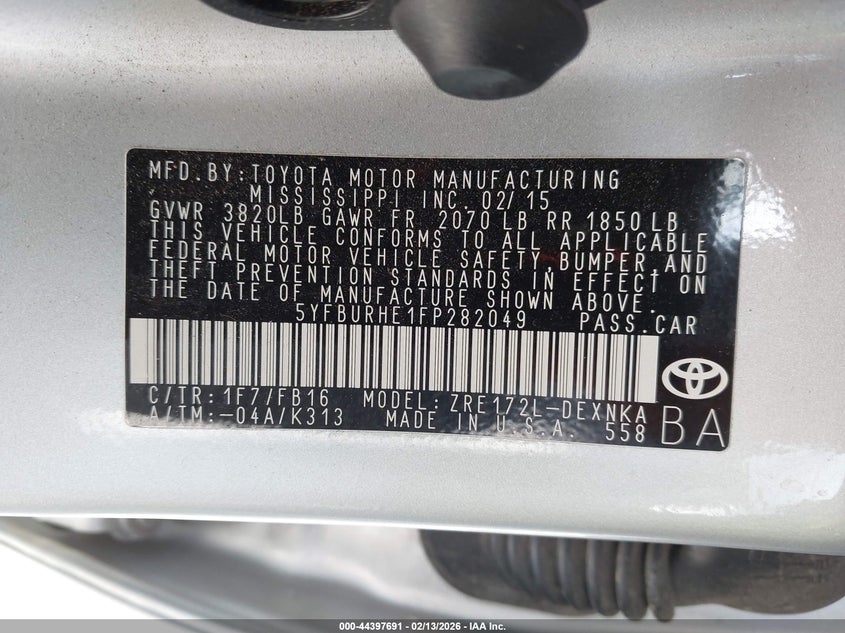 MFD.BY:TOYOTA MOTOR MANUFACTURING
MISSISSIPPI INC. 02/15
GVWR 3820LB GAWR FR 2070 LB RR 1850 LB
THIS VEHICLE CONFORMS TO ALL APPLICABLE
FEDERAL MOTOR VEHICLE SAFETY,BUMPER,AND
THEFT PREVENTION STANDARDS IN EFFECT ON
THE DATE OF MANUFACTURE SHOWN ABOVE.
5YFBURHE1FP282049 PASS.CAR
C/TR:1F7/FB16 MODEL:ZRE172L-DEXNKA
A/TM:-04A/K313 MADE IN U.S.A. 558 BA
000-44397691 - 02/13/2026 - IAA Inc.